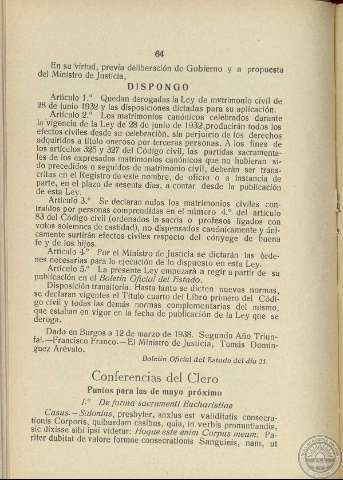 64
En su virtud, previa deliberación de Gobierno y a propuesta
del Ministro de Justicia,
DISPONGO
Artículo 1.° Quedan derogadas la Ley de matrimonio civil de
28 de junio 1932 y las disposiciones dictadas para su aplicación.
Artículo 2.° Los matrimonios canónicos celebrados durante
la vigencia de la Ley de 28 de junio de 1932, producirán todos los
efectos civiles desde su celebración, sin perjuicio de los derechos
adquiridos a título oneroso por terceras personas. A los fines de
los artículos 325 y 327 del Código civil, las partidas sacramenta-
les de los expresados matrimonios canónicos que no hubieran si-
do precedidos o seguidos de matrimonio civil, deberán ser trans-
critas en el Registro de este nombre, de oficio o a instancia de
parte, en el plazo de sesenta días, a contar desde la publicación
de esta Ley.
Artículo 3.° Se declaran nulos los matrimonios civiles con-
traídos por personas comprendidas en el número 4.° del artículo
83 del Código civil (ordenados in sacris o profesos ligados con
votos solemnes de castidad), no dispensados canónicamente y úni-
camente surtirán efectos civiles respecto del cónyuge de buena
fe y de los hijos.
Artículo 4.° Por el Ministro de Justicia se dictarán las órde-
nes necesarias para la ejecución de lo dispuesto en esta Ley.
Artículo 5.° La presente Ley empezará a regir a partir de su
publicación en el Boletín Oficial del Estado.
Disposición transitoria. Hasta tanto se dicten nuevas normas,
se declaran vigentes el Título cuarto del Libro primero del Códi-
go civil y todas las demás normas complementarias del mismo,
que estaban en vigor en la fecha de publicación de la Ley que se
deroga.
Dado en Burgos a 12 de marzo de 1938. Segundo Año Triun-
fal.—Francisco Franco.—El Ministro de Justicia, Tomás Domín-
guez Arévalo.
Boletín Oficial del Estado del día 21.
Conferencias del Clero
Puntos para las de mayo próximo
1.° De forma sacramenti Eucharistiae
Casus.—Sidonius, presbyter, anxius est validitatis consecra-
tionis Corporis, quibusdam casibus, quia, in verbis pronuntiandis,
sic dixisse sibi ipsi videtur: Hoque este enim Corpus meum. Pa-
riter dubitat de valore formae consecrationis Sanguinis, nam, ut